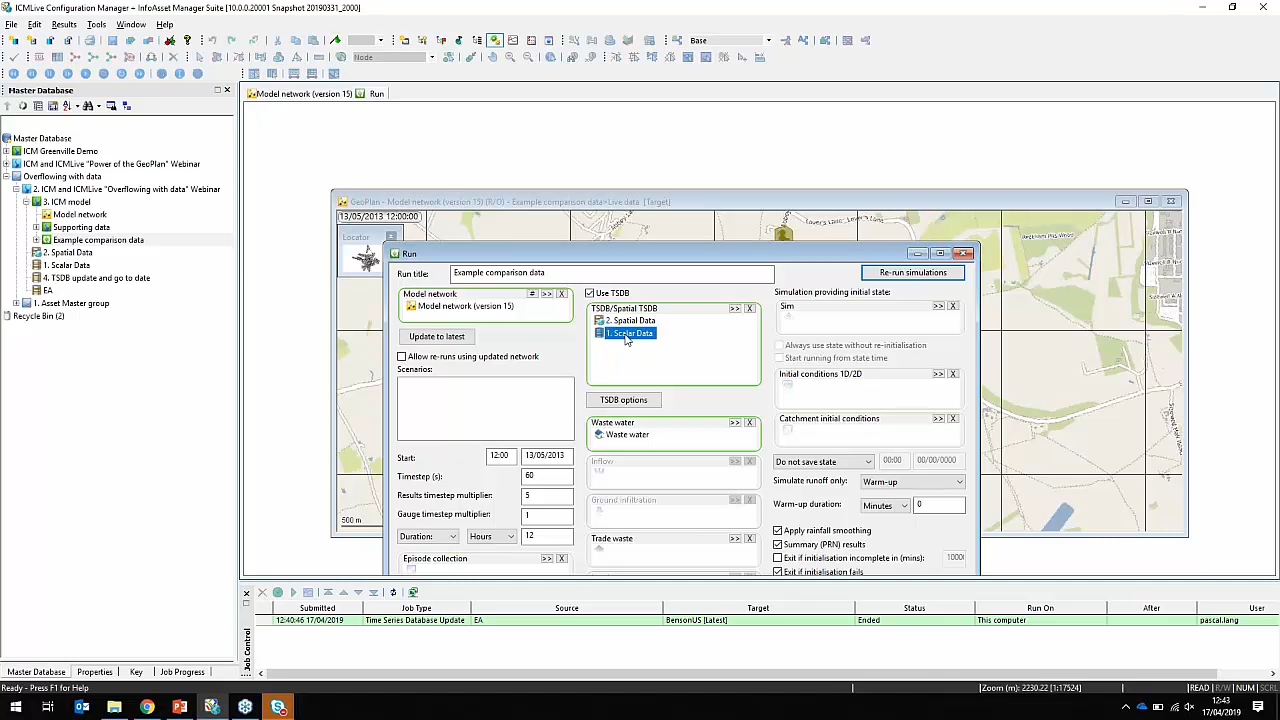 ICMLive Configuration Manager - InfoAsset Manager Suite [10.0.0.20001 Snapshot 20190331_2000]
File Edit Results Tools Window Help
Base
Node
Master Database
Model network (version 15) Run
Master Database
ICM Greenville Demo
ICM and ICMLive "Power of the GeoPlan" Webinar
Overflowing with data
2. ICM and ICMLive "Overflowing with data" Webinar
3. ICM model
Model network
Supporting data
Example comparison data
2. Spatial Data
1. Scalar Data
4. TSDB update and go to date
EA
1. Asset Master group
Recycle Bin (2)
GeoPlan - Model network (version 15) (R/O) - Example comparison data>Live data [Target]
13/05/2013 12:00:00
Locator
500 m
Run
Run title: Example comparison data Re-run simulations
Model network # >> X
Model network (version 15)
Update to latest
Allow re-runs using updated network
Scenarios:
Start: 12:00 13/05/2013
Timestep (s): 60
Results timestep multiplier: 5
Gauge timestep multiplier: 1
Duration: Hours 12
Episode collection >> X
Use TSDB
TSDB/Spatial TSDB >> X
2. Spatial Data
1. Scalar Data
TSDB options
Waste water >> X
Waste water
Inflow >> X
Ground infiltration >> X
Trade waste >> X
Simulation providing initial state:
Sim >> X
Always use state without re-initialisation
Start running from state time
Initial conditions 1D/2D >> X
Catchment initial conditions >> X
Do not save state 00:00 00/00/0000
Simulate runoff only: Warm-up
Warm-up duration: Minutes 0
Apply rainfall smoothing
Summary (PRN) results
Exit if initialisation incomplete in (mins): 1000
Exit if initialisation fails
Job Control
Submitted Job Type Source Target Status Run On After User
12:40:46 17/04/2019 Time Series Database Update EA BensonUS [Latest] Ended This computer pascal.lang
Master Database Properties Key Job Progress
Ready - Press F1 for Help Zoom (m): 2230.22 [1:17524] READ R/W NUM SCRL
12:43
17/04/2019